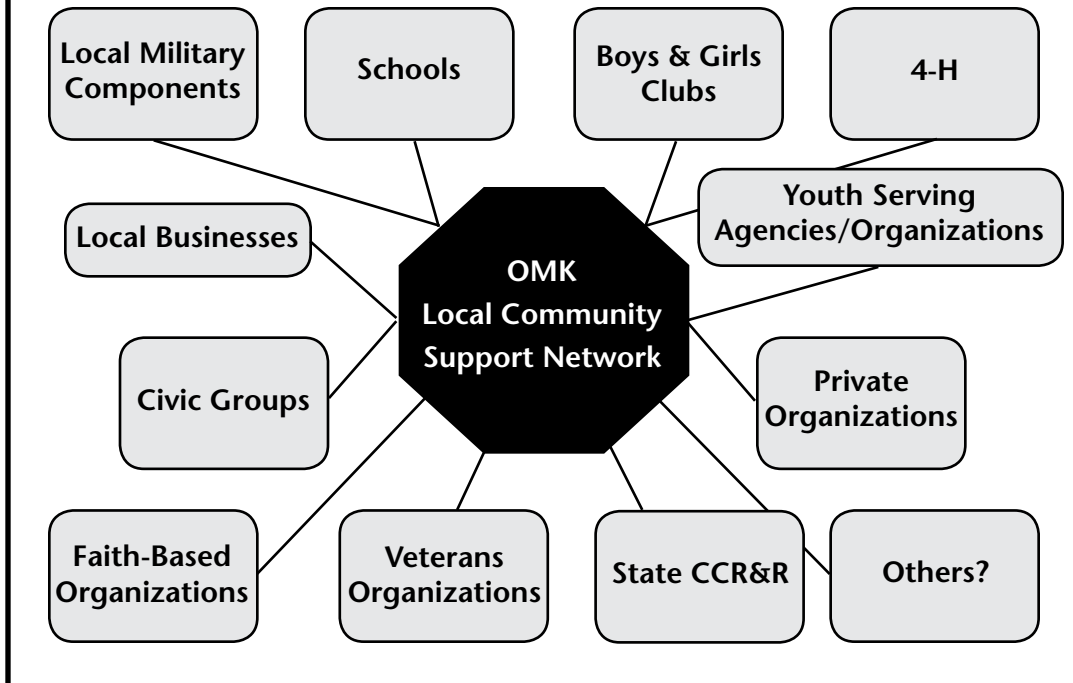 Local Military
Components
Schools
Boys & Girls
Clubs
4-H
Youth Serving
Agencies/Organizations
Local Businesses
OMK
Local Community
Support Network
Civic Groups
Private
Organizations
Faith-Based
Organizations
Veterans
Organizations
State CCR&R
Others?